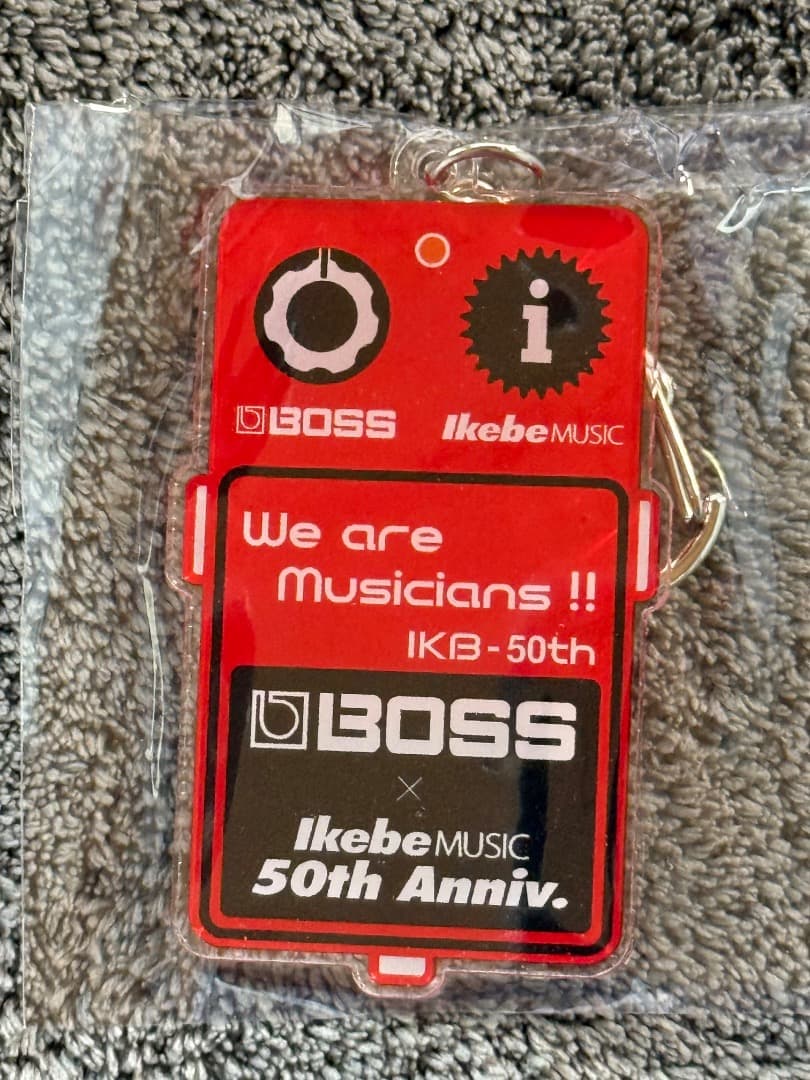 i
BOSS IkebeMUSIC
We are
Musicians !!
IKB-50th
BOSS
×
IkebeMUSIC
50th Anniv.